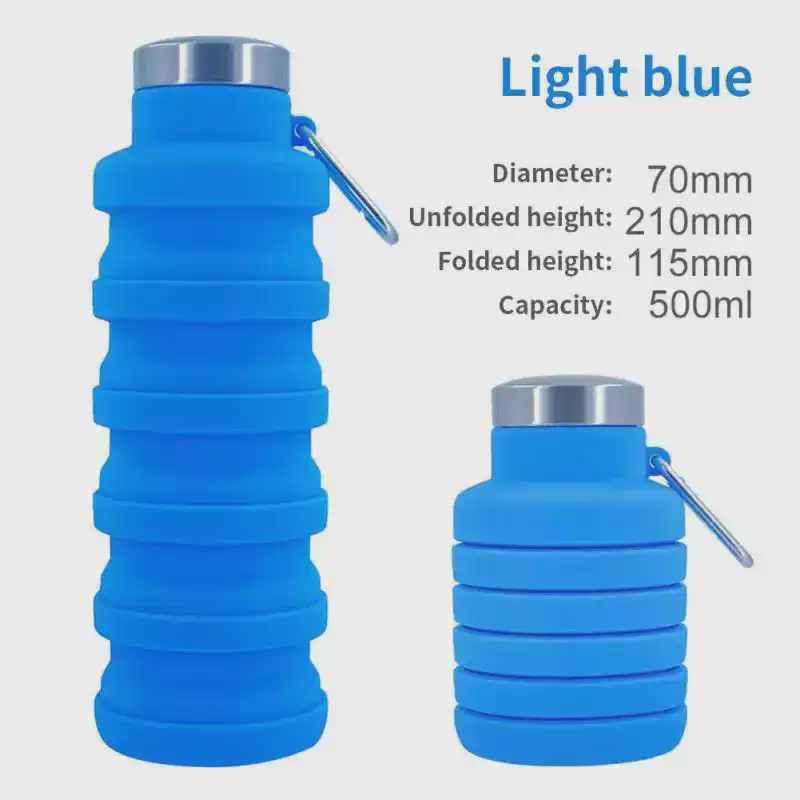 Light blue
Diameter: 70mm
Unfolded height: 210mm
Folded height: 115mm
Capacity: 500ml